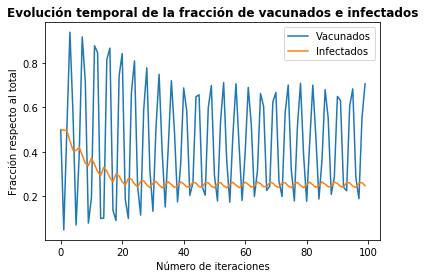 Evolución temporal de la fracción de vacunados e infectados
Vacunados
Infectados
Fracción respecto al total
0.8
0.6
0.4
0.2
0 20 40 60 80 100
Número de iteraciones